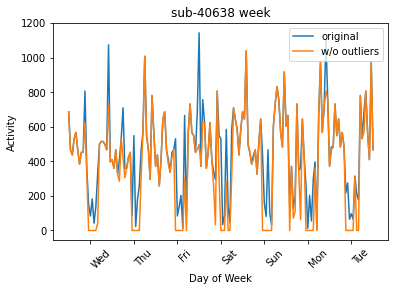 sub-40638 week
original
w/o outliers
Activity
1200
1000
800
600
400
200
0
Wed
Thu
Fri
Sat
Sun
Mon
Tue
Day of Week